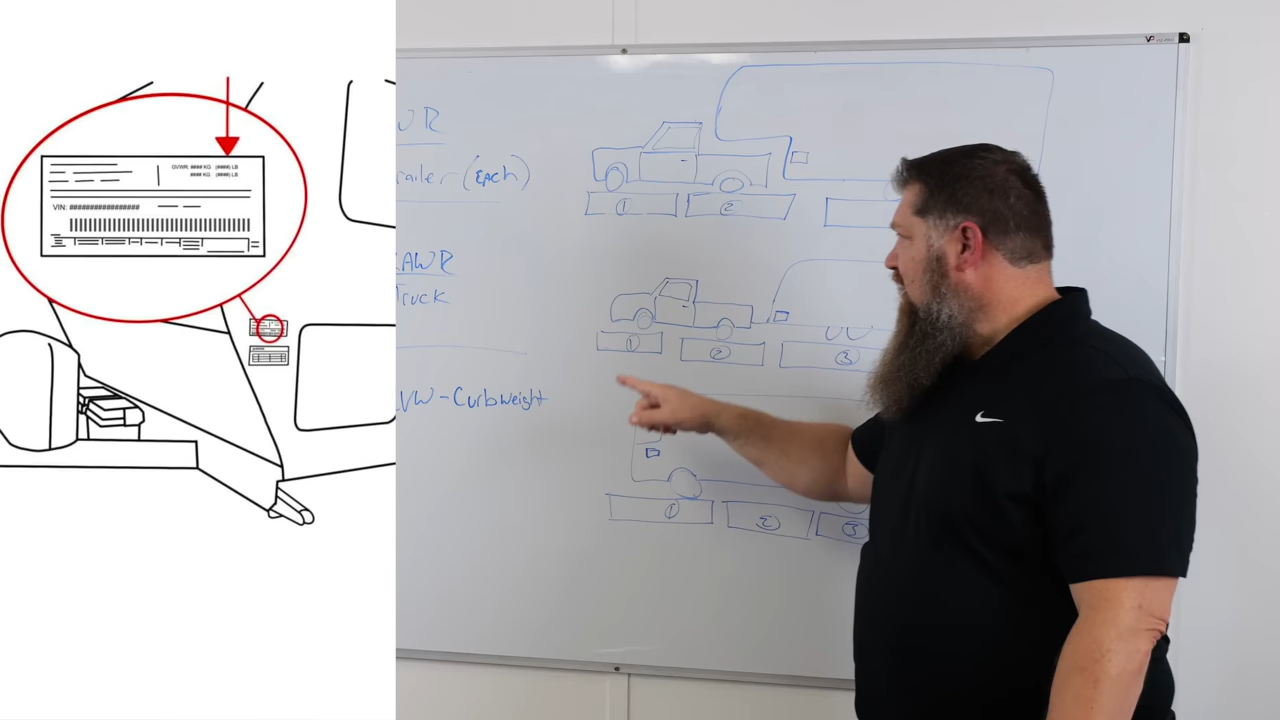 GVWR: #### KG (####) LB
#### KG (####) LB
VIN: #################
railer (Each)
AWR
Truck
VW - Curbweight
1
2
1
2
3
1
2
3